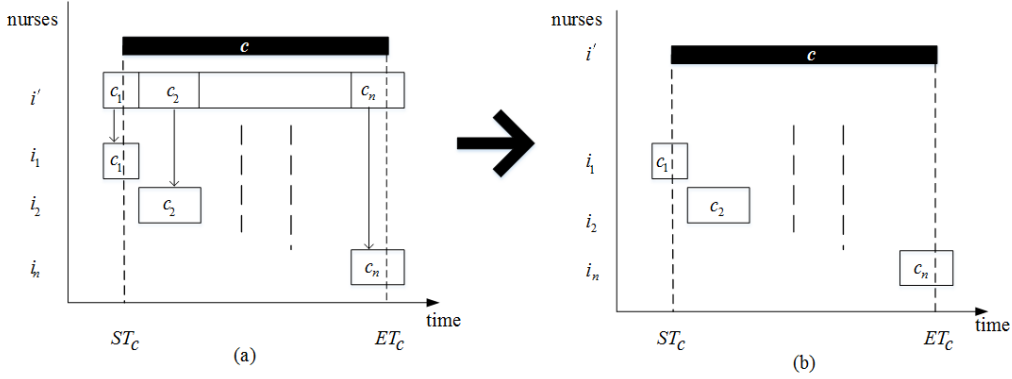 nurses
c
i'
c1 c2 cn
i1
c1
i2
c2
in
cn
time
STC
ETC
(a)
nurses
i'
c
i1
c1
i2
c2
in
cn
time
STC
ETC
(b)